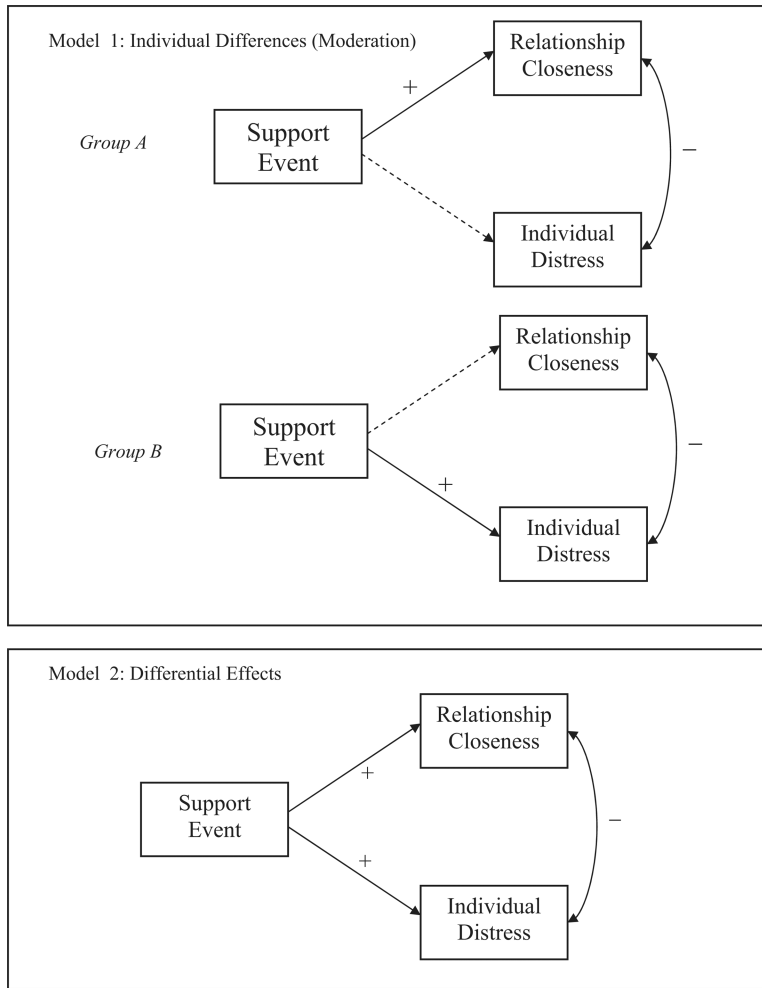 Model 1: Individual Differences (Moderation)
Relationship
Closeness
+
Group A
Support
Event
−
Individual
Distress
Relationship
Closeness
Group B
Support
Event
−
+
Individual
Distress
Model 2: Differential Effects
Relationship
Closeness
+
Support
Event
−
+
Individual
Distress